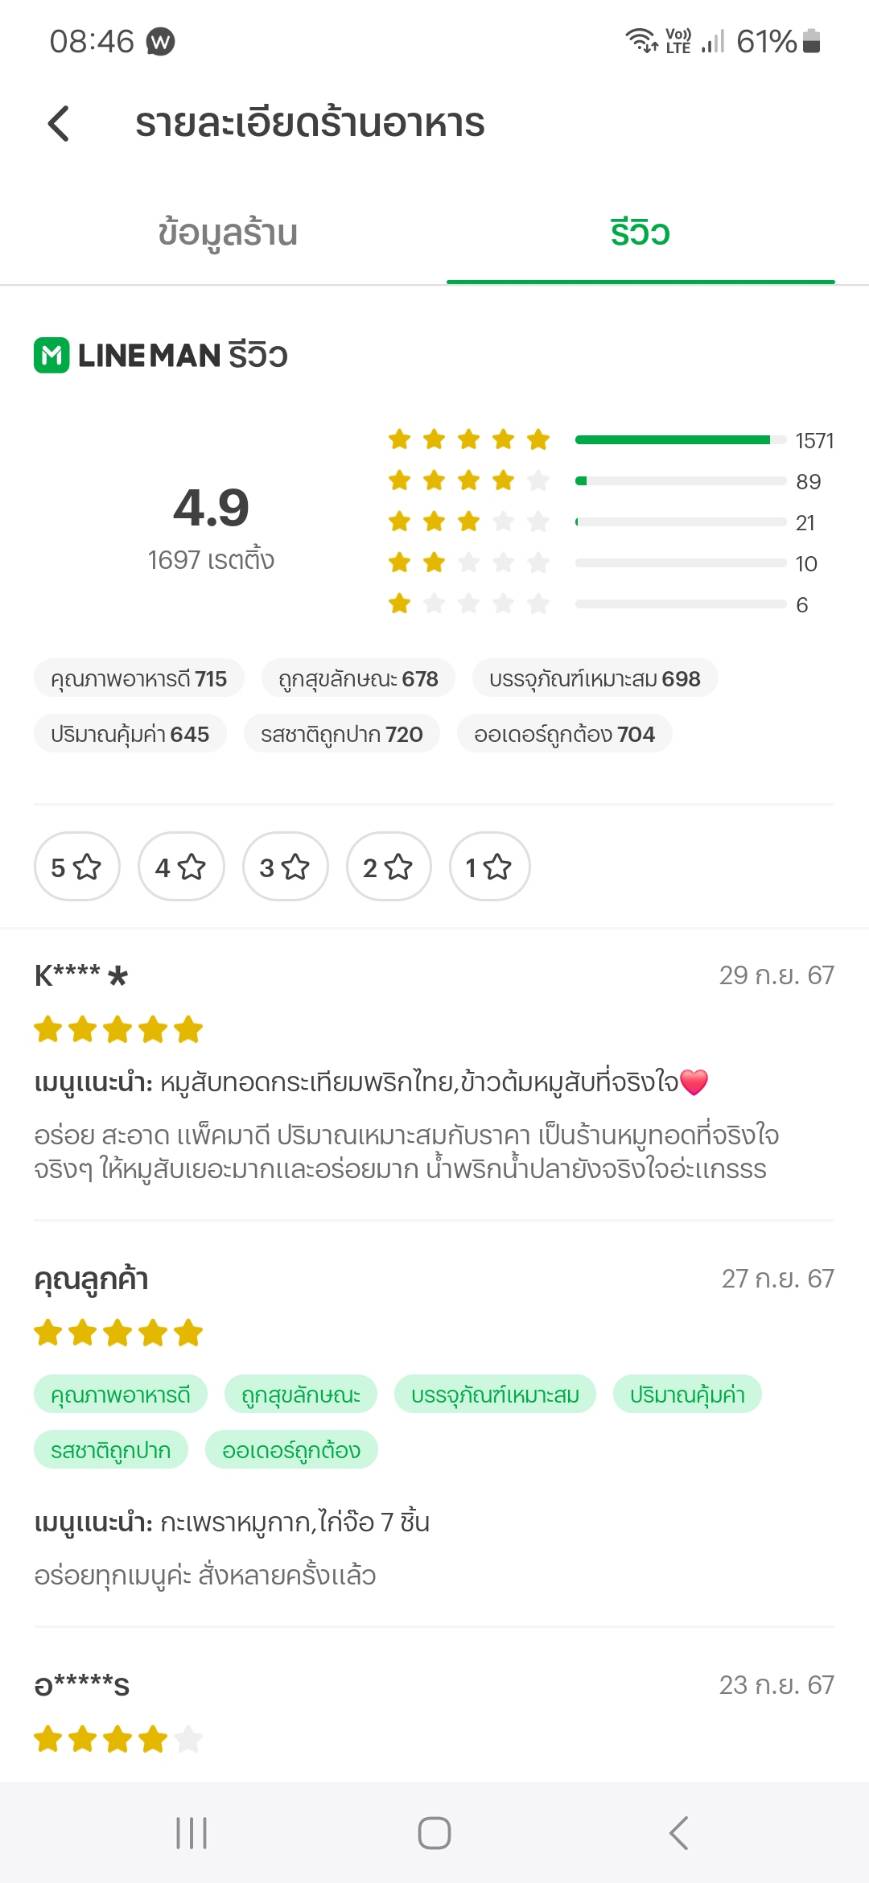 08:46 W Vo)) LTE 61%
รายละเอียดร้านอาหาร
ข้อมูลร้าน รีวิว
LINE MAN รีวิว
1571
89
4.9
21
1697 เรตติ้ง
10
6
คุณภาพอาหารดี 715 ถูกสุขลักษณะ 678 บรรจุภัณฑ์เหมาะสม 698
ปริมาณคุ้มค่า 645 รสชาติถูกปาก 720 ออเดอร์ถูกต้อง 704
5 4 3 2 1
K**** * 29 ก.ย. 67
เมนูแนะนำ: หมูสับทอดกระเทียมพริกไทย,ข้าวต้มหมูสับที่จริงใจ❤
อร่อย สะอาด แพ็คมาดี ปริมาณเหมาะสมกับราคา เป็นร้านหมูทอดที่จริงใจ
จริงๆ ให้หมูสับเยอะมากและอร่อยมาก น้ำพริกน้ำปลายังจริงใจอ่ะแกรรร
คุณลูกค้า 27 ก.ย. 67
คุณภาพอาหารดี ถูกสุขลักษณะ บรรจุภัณฑ์เหมาะสม ปริมาณคุ้มค่า
รสชาติถูกปาก ออเดอร์ถูกต้อง
เมนูแนะนำ: กะเพราหมูกาก,ไก่จ๊อ 7 ชิ้น
อร่อยทุกเมนูค่ะ สั่งหลายครั้งแล้ว
อ*****ร 23 ก.ย. 67